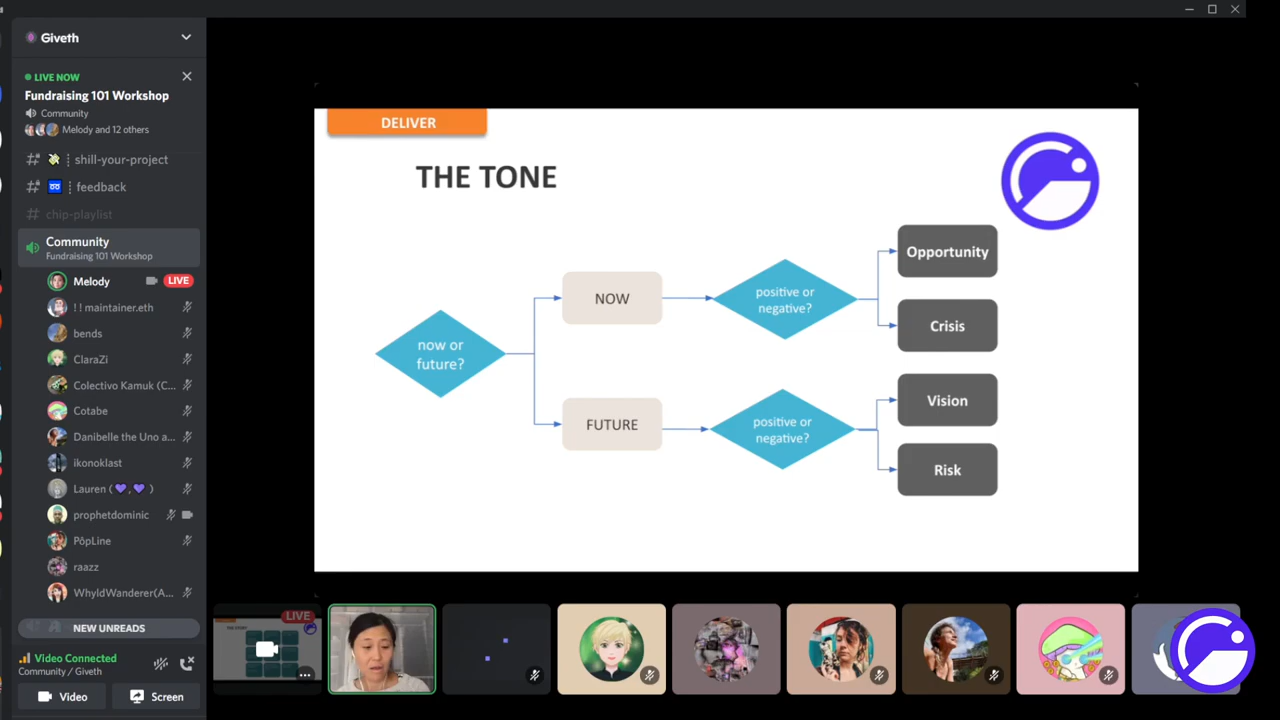 Giveth
LIVE NOW
Fundraising 101 Workshop
Community
Melody and 12 others
shill-your-project
feedback
chip-playlist
Community
Fundraising 101 Workshop
Melody
LIVE
! ! maintainer.eth
bends
ClaraZi
Colectivo Kamuk (C...
Cotabe
Danibelle the Uno a...
ikonoklast
Lauren ( 💜 , 💜 )
prophetdominic
PôpLine
raazz
WhyldWanderer(A...
NEW UNREADS
Video Connected
Community / Giveth
Video
Screen
DELIVER
THE TONE
now or
future?
NOW
FUTURE
positive or
negative?
positive or
negative?
Opportunity
Crisis
Vision
Risk
LIVE